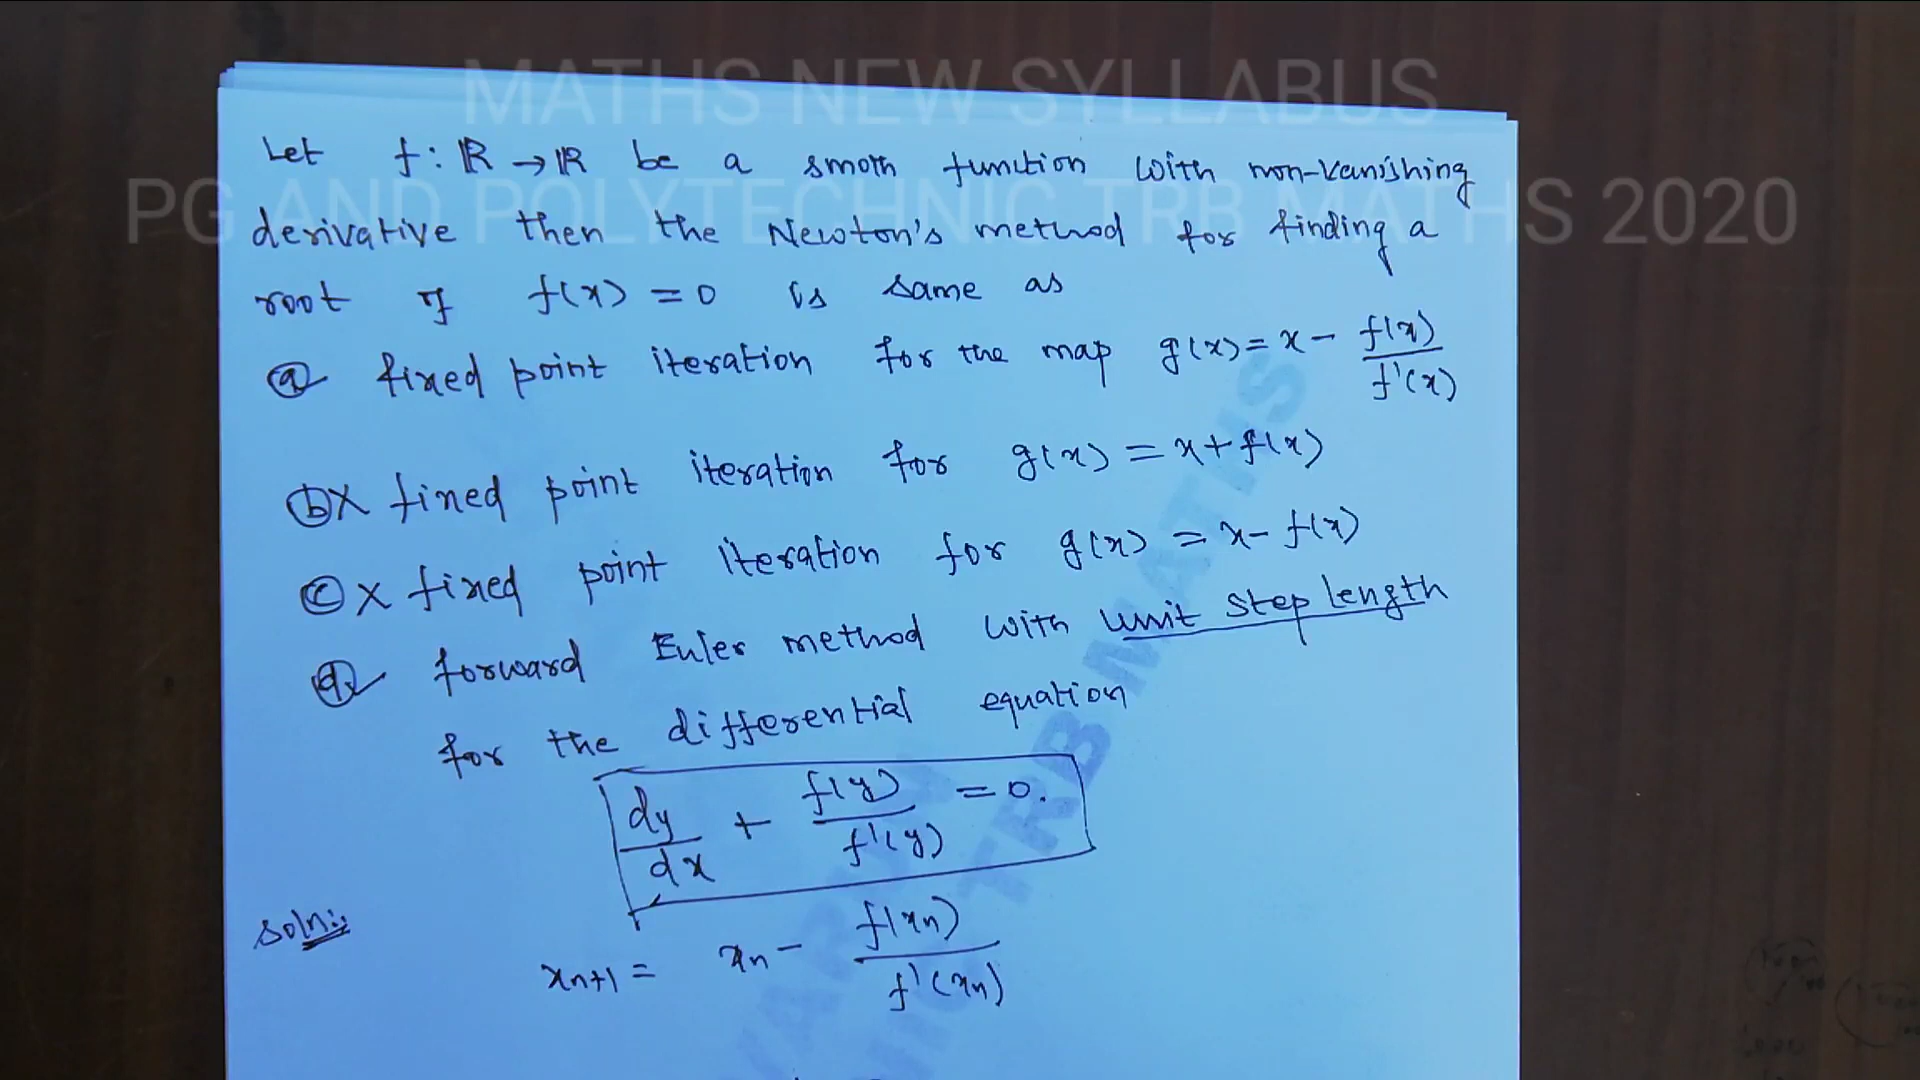 MATHS NEW SYLLABUS
PG AND POLYTECHNIC TRB MATHS 2020
Let f : ℝ → ℝ be a smoth function with non-vanishing
derivative then the Newton's method for finding a
root of f(x) = 0 is same as
(a) fixed point iteration for the map g(x) = x - f(x)/f'(x)
(b) X fixed point iteration for g(x) = x + f(x)
(c) X fixed point iteration for g(x) = x - f(x)
(d) forward Euler method with unit step length
for the differential equation
dy/dx + f(y)/f'(y) = 0.
soln:
xn+1 = xn - f(xn)/f'(xn)